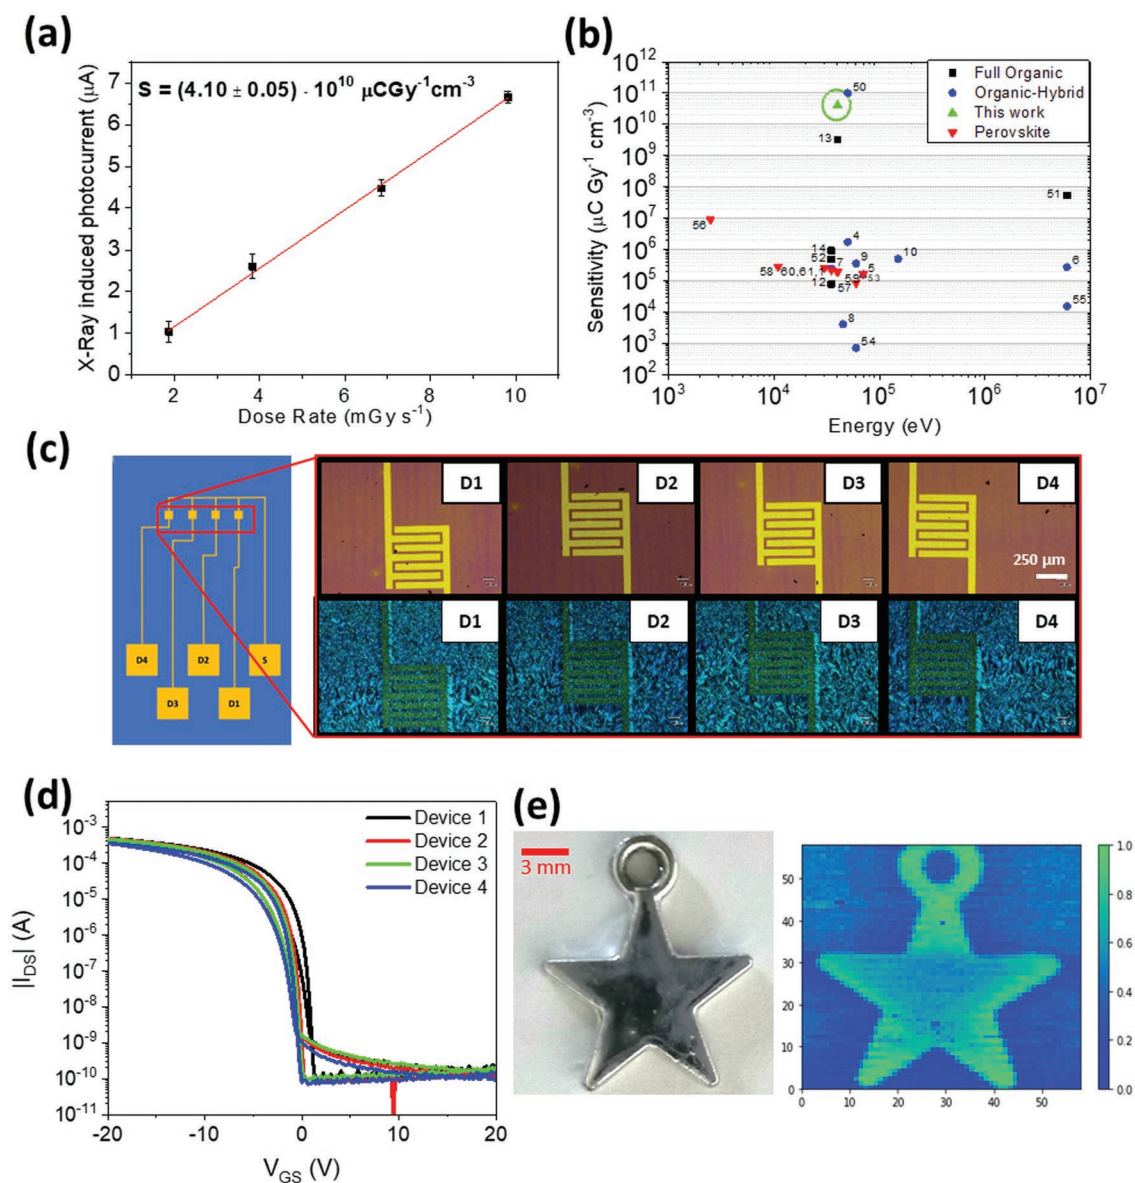 (a)
S = (4.10 ± 0.05) · 10¹⁰ μCGy⁻¹cm⁻³
X-Ray induced photocurrent (μA)
7
6
5
4
3
2
1
0
2 4 6 8 10
Dose Rate (mGy s⁻¹)
(b)
Sensitivity (μC Gy⁻¹ cm⁻³)
10¹²
10¹¹
10¹⁰
10⁹
10⁸
10⁷
10⁶
10⁵
10⁴
10³
10²
Full Organic
Organic-Hybrid
This work
Perovskite
50
13
51
56
4
14
52
9
10
7
5
6
58
60,61,1
59
53
12
57
55
8
54
10³ 10⁴ 10⁵ 10⁶ 10⁷
Energy (eV)
(c)
D4 D2 S
D3 D1
D1 D2 D3 D4
250 μm
D1 D2 D3 D4
(d)
|I_DS| (A)
10⁻³
10⁻⁴
10⁻⁵
10⁻⁶
10⁻⁷
10⁻⁸
10⁻⁹
10⁻¹⁰
10⁻¹¹
Device 1
Device 2
Device 3
Device 4
-20 -10 0 10 20
V_GS (V)
(e)
3 mm
50
40
30
20
10
0
0 10 20 30 40 50
1.0
0.8
0.6
0.4
0.2
0.0